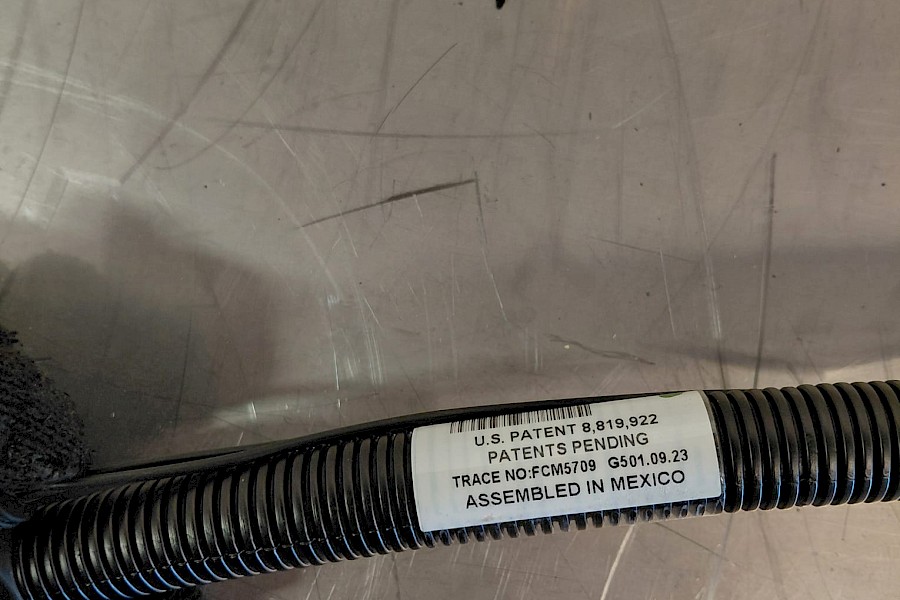 U.S. PATENT 8,819,922
PATENTS PENDING
TRACE NO:FCM5709 G501.09.23
ASSEMBLED IN MEXICO